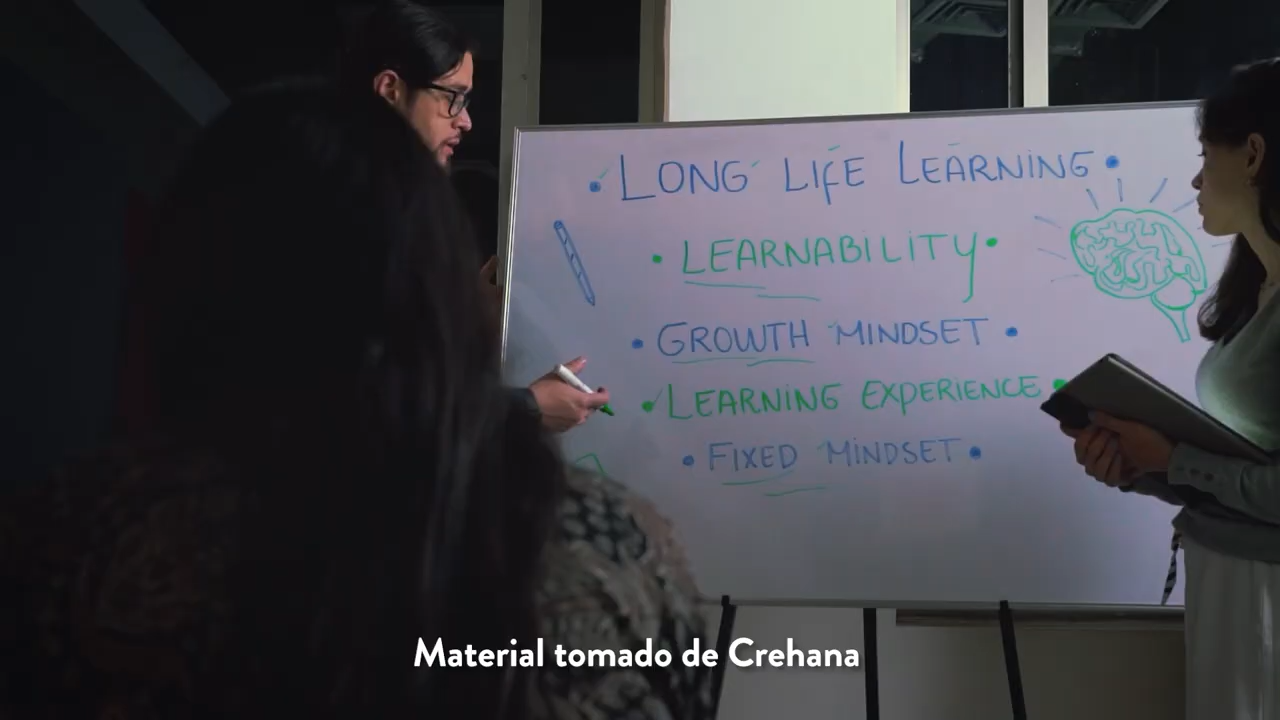 LONG LIFE LEARNING
LEARNABILITY
GROWTH MINDSET
LEARNING EXPERIENCE
FIXED MINDSET
Material tomado de Crehana